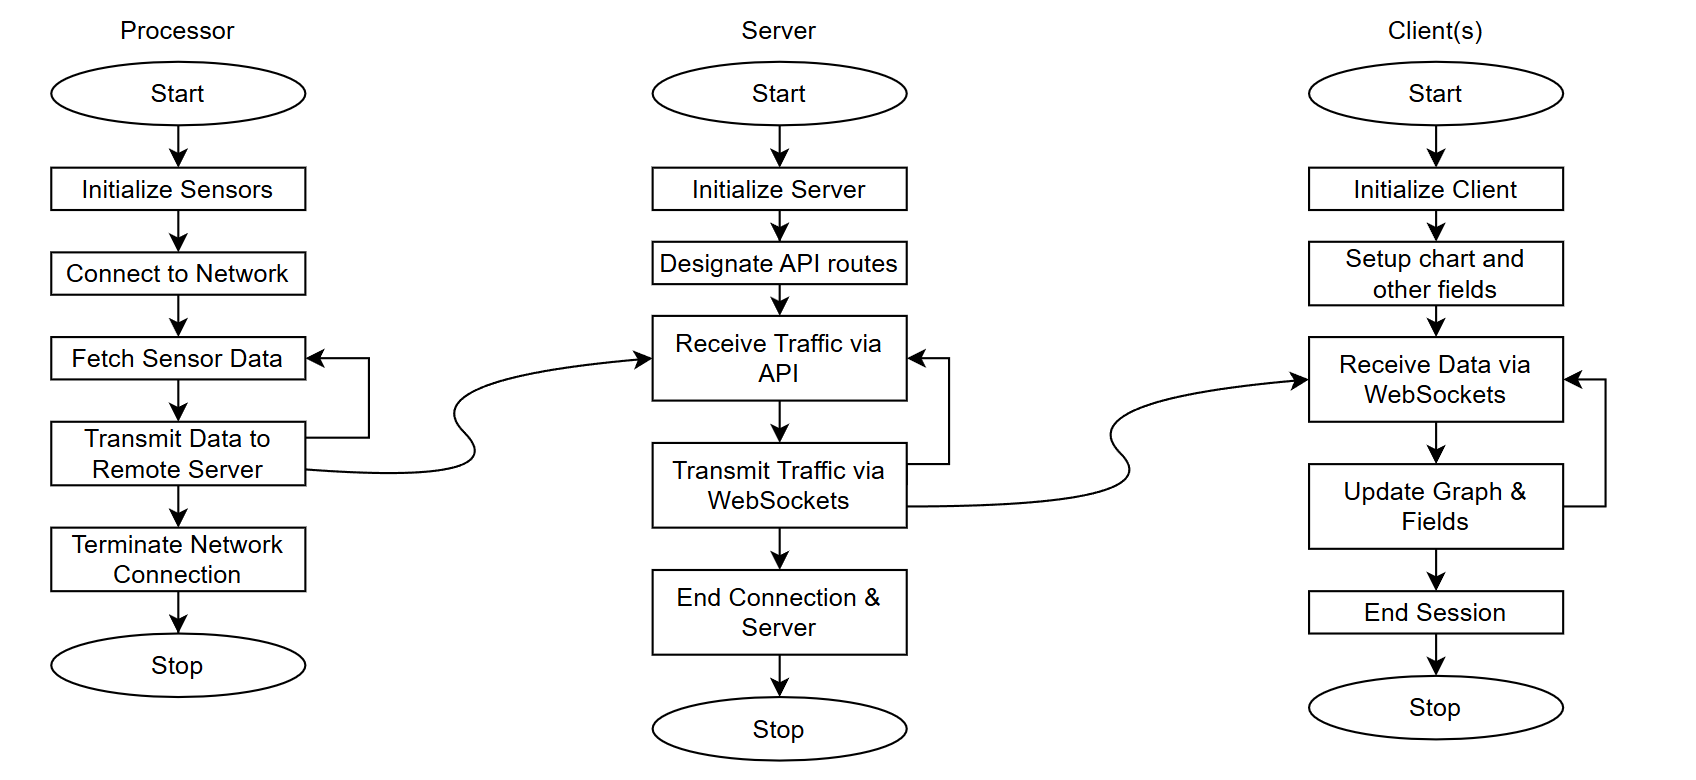 Processor
Start
Initialize Sensors
Connect to Network
Fetch Sensor Data
Transmit Data to
Remote Server
Terminate Network
Connection
Stop
Server
Start
Initialize Server
Designate API routes
Receive Traffic via
API
Transmit Traffic via
WebSockets
End Connection &
Server
Stop
Client(s)
Start
Initialize Client
Setup chart and
other fields
Receive Data via
WebSockets
Update Graph &
Fields
End Session
Stop